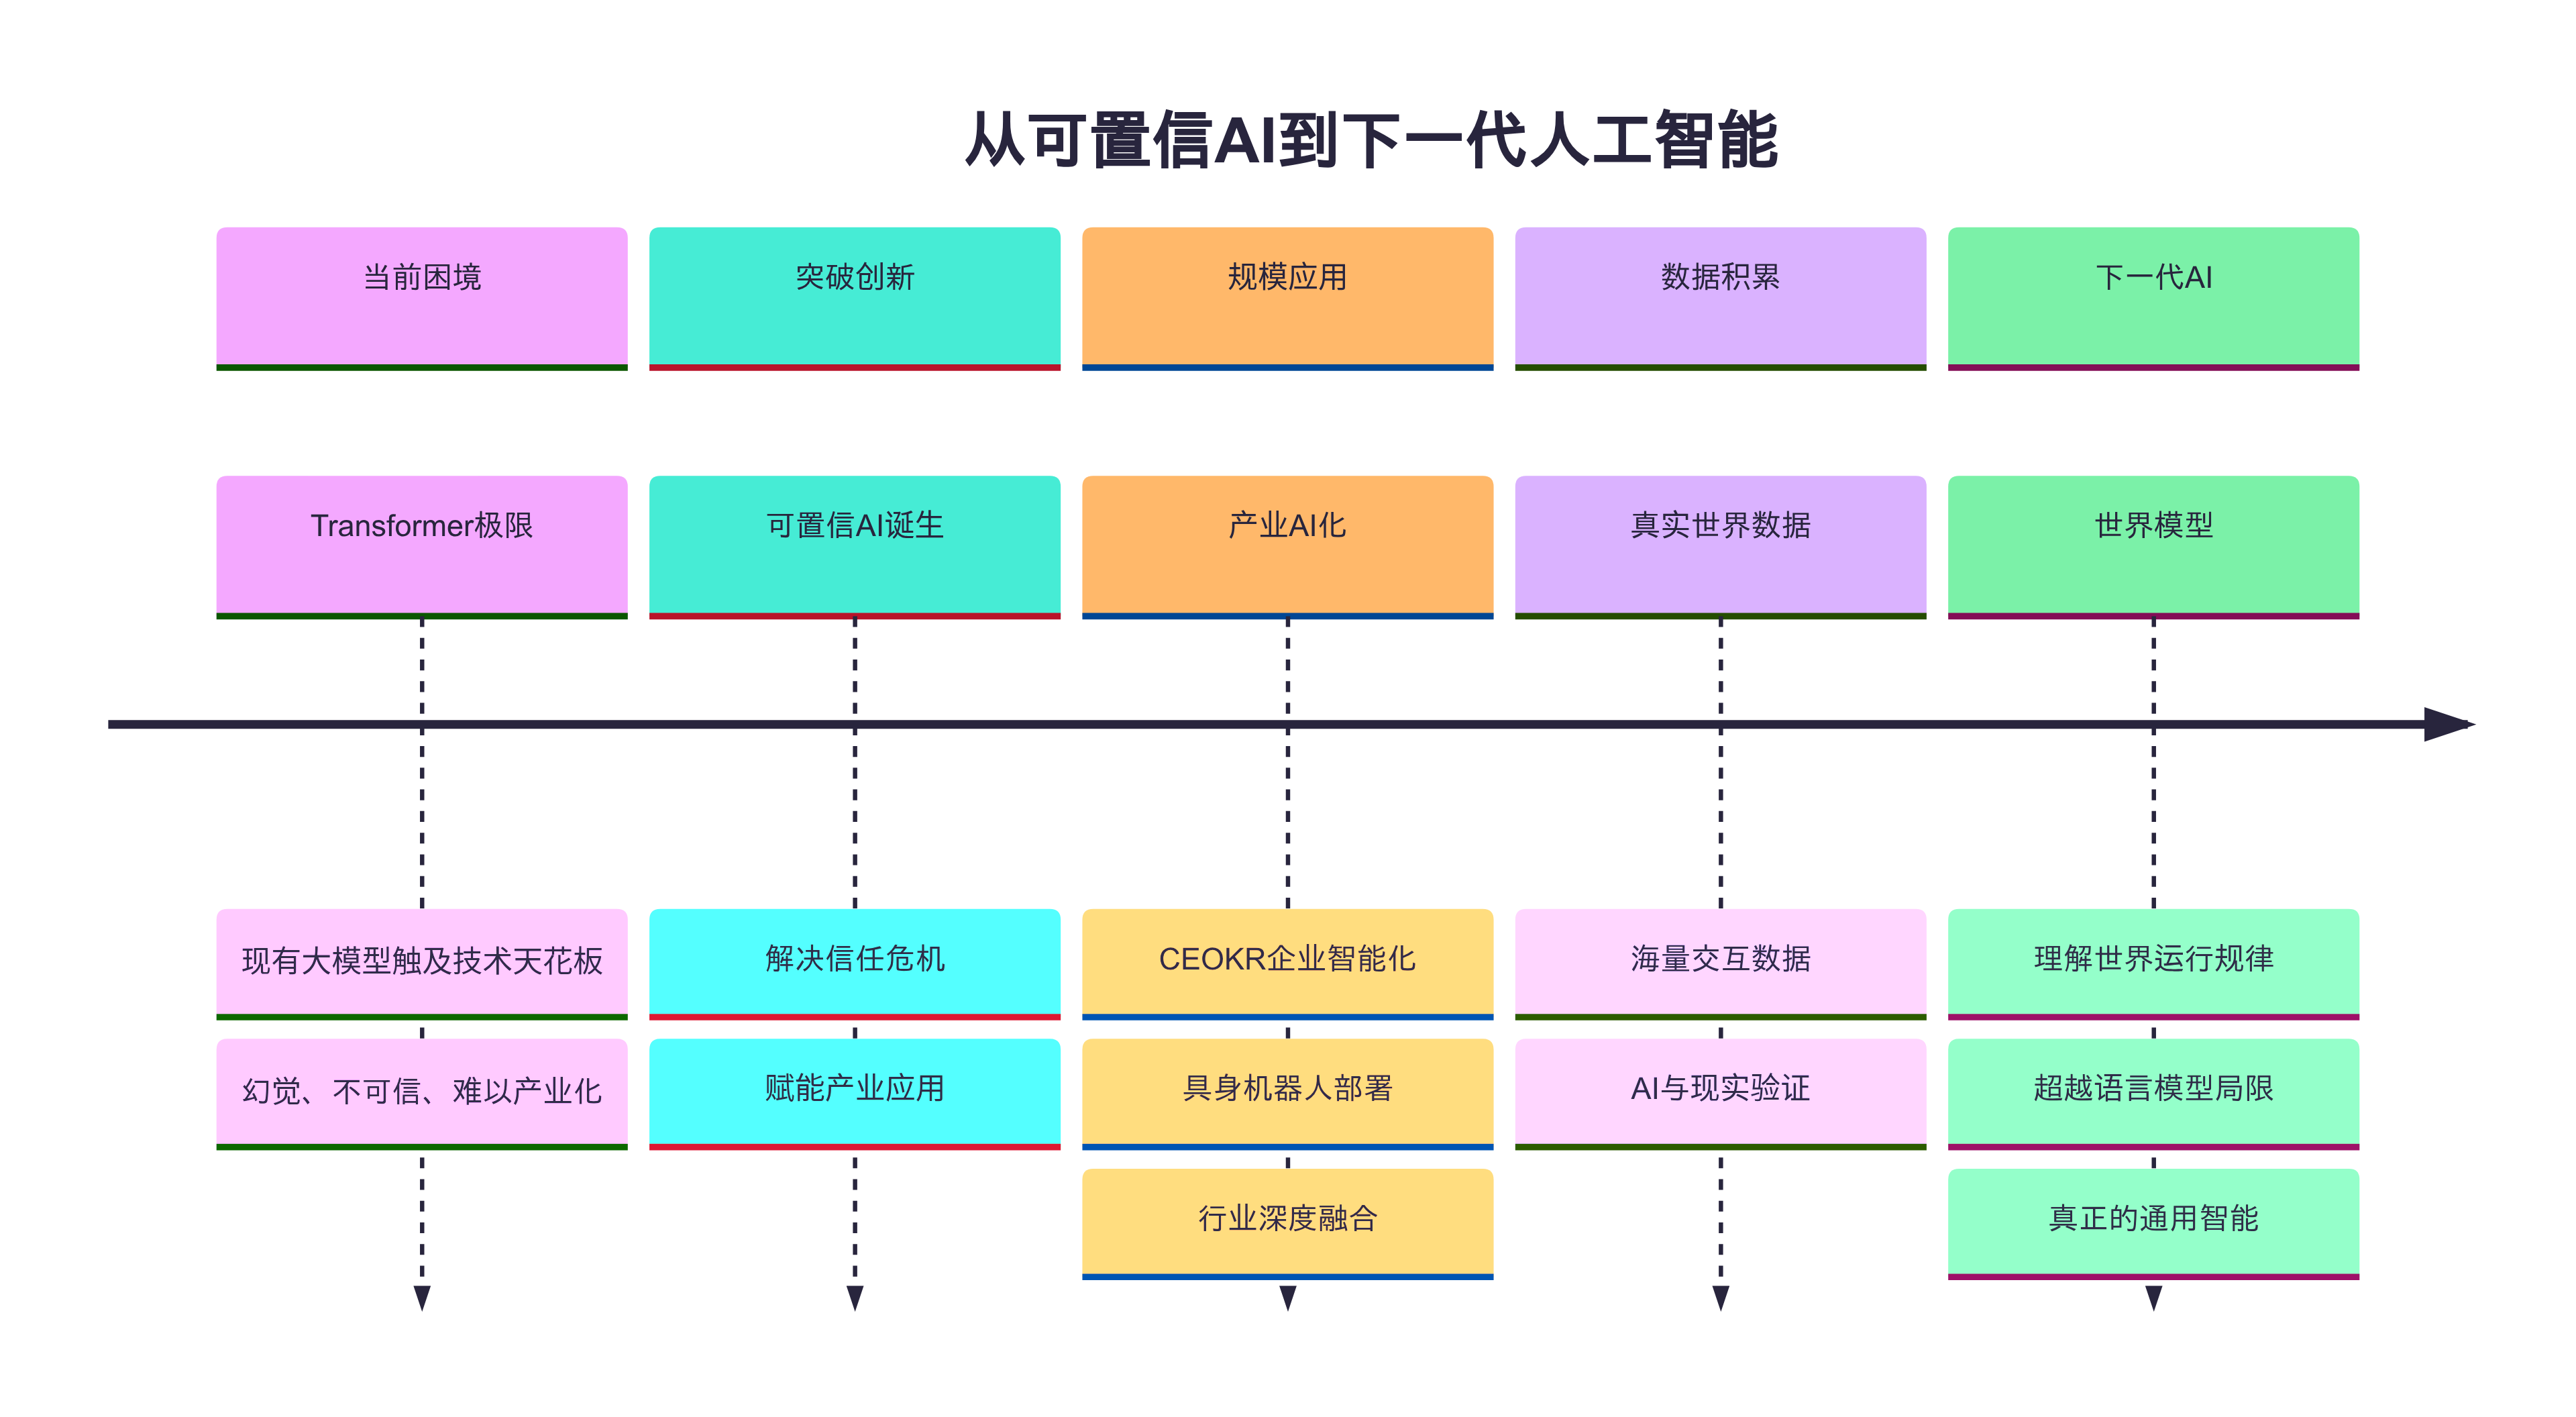 从可置信AI到下一代人工智能
当前困境
突破创新
规模应用
数据积累
下一代AI
Transformer极限
可置信AI诞生
产业AI化
真实世界数据
世界模型
现有大模型触及技术天花板
解决信任危机
CEOKR企业智能化
海量交互数据
理解世界运行规律
幻觉、不可信、难以产业化
赋能产业应用
具身机器人部署
AI与现实验证
超越语言模型局限
行业深度融合
真正的通用智能